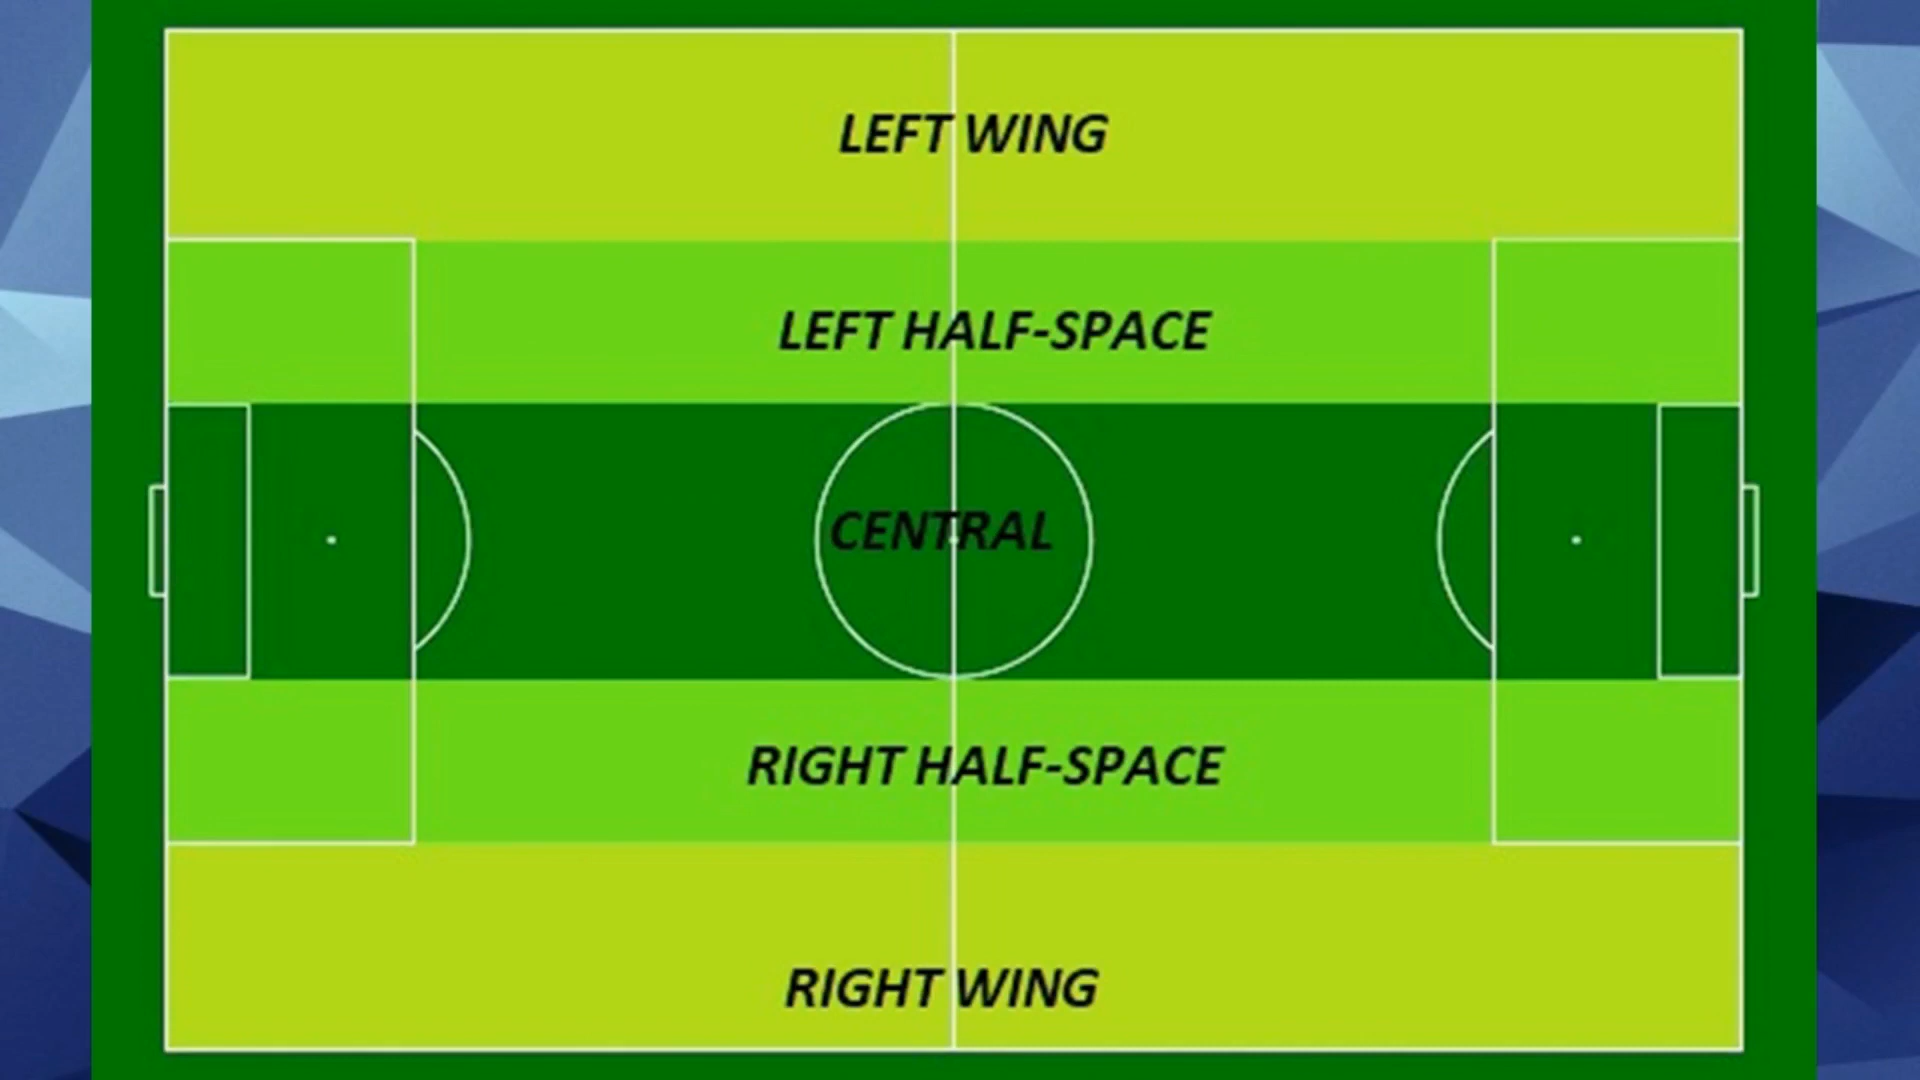 LEFT WING
LEFT HALF-SPACE
CENTRAL
RIGHT HALF-SPACE
RIGHT WING